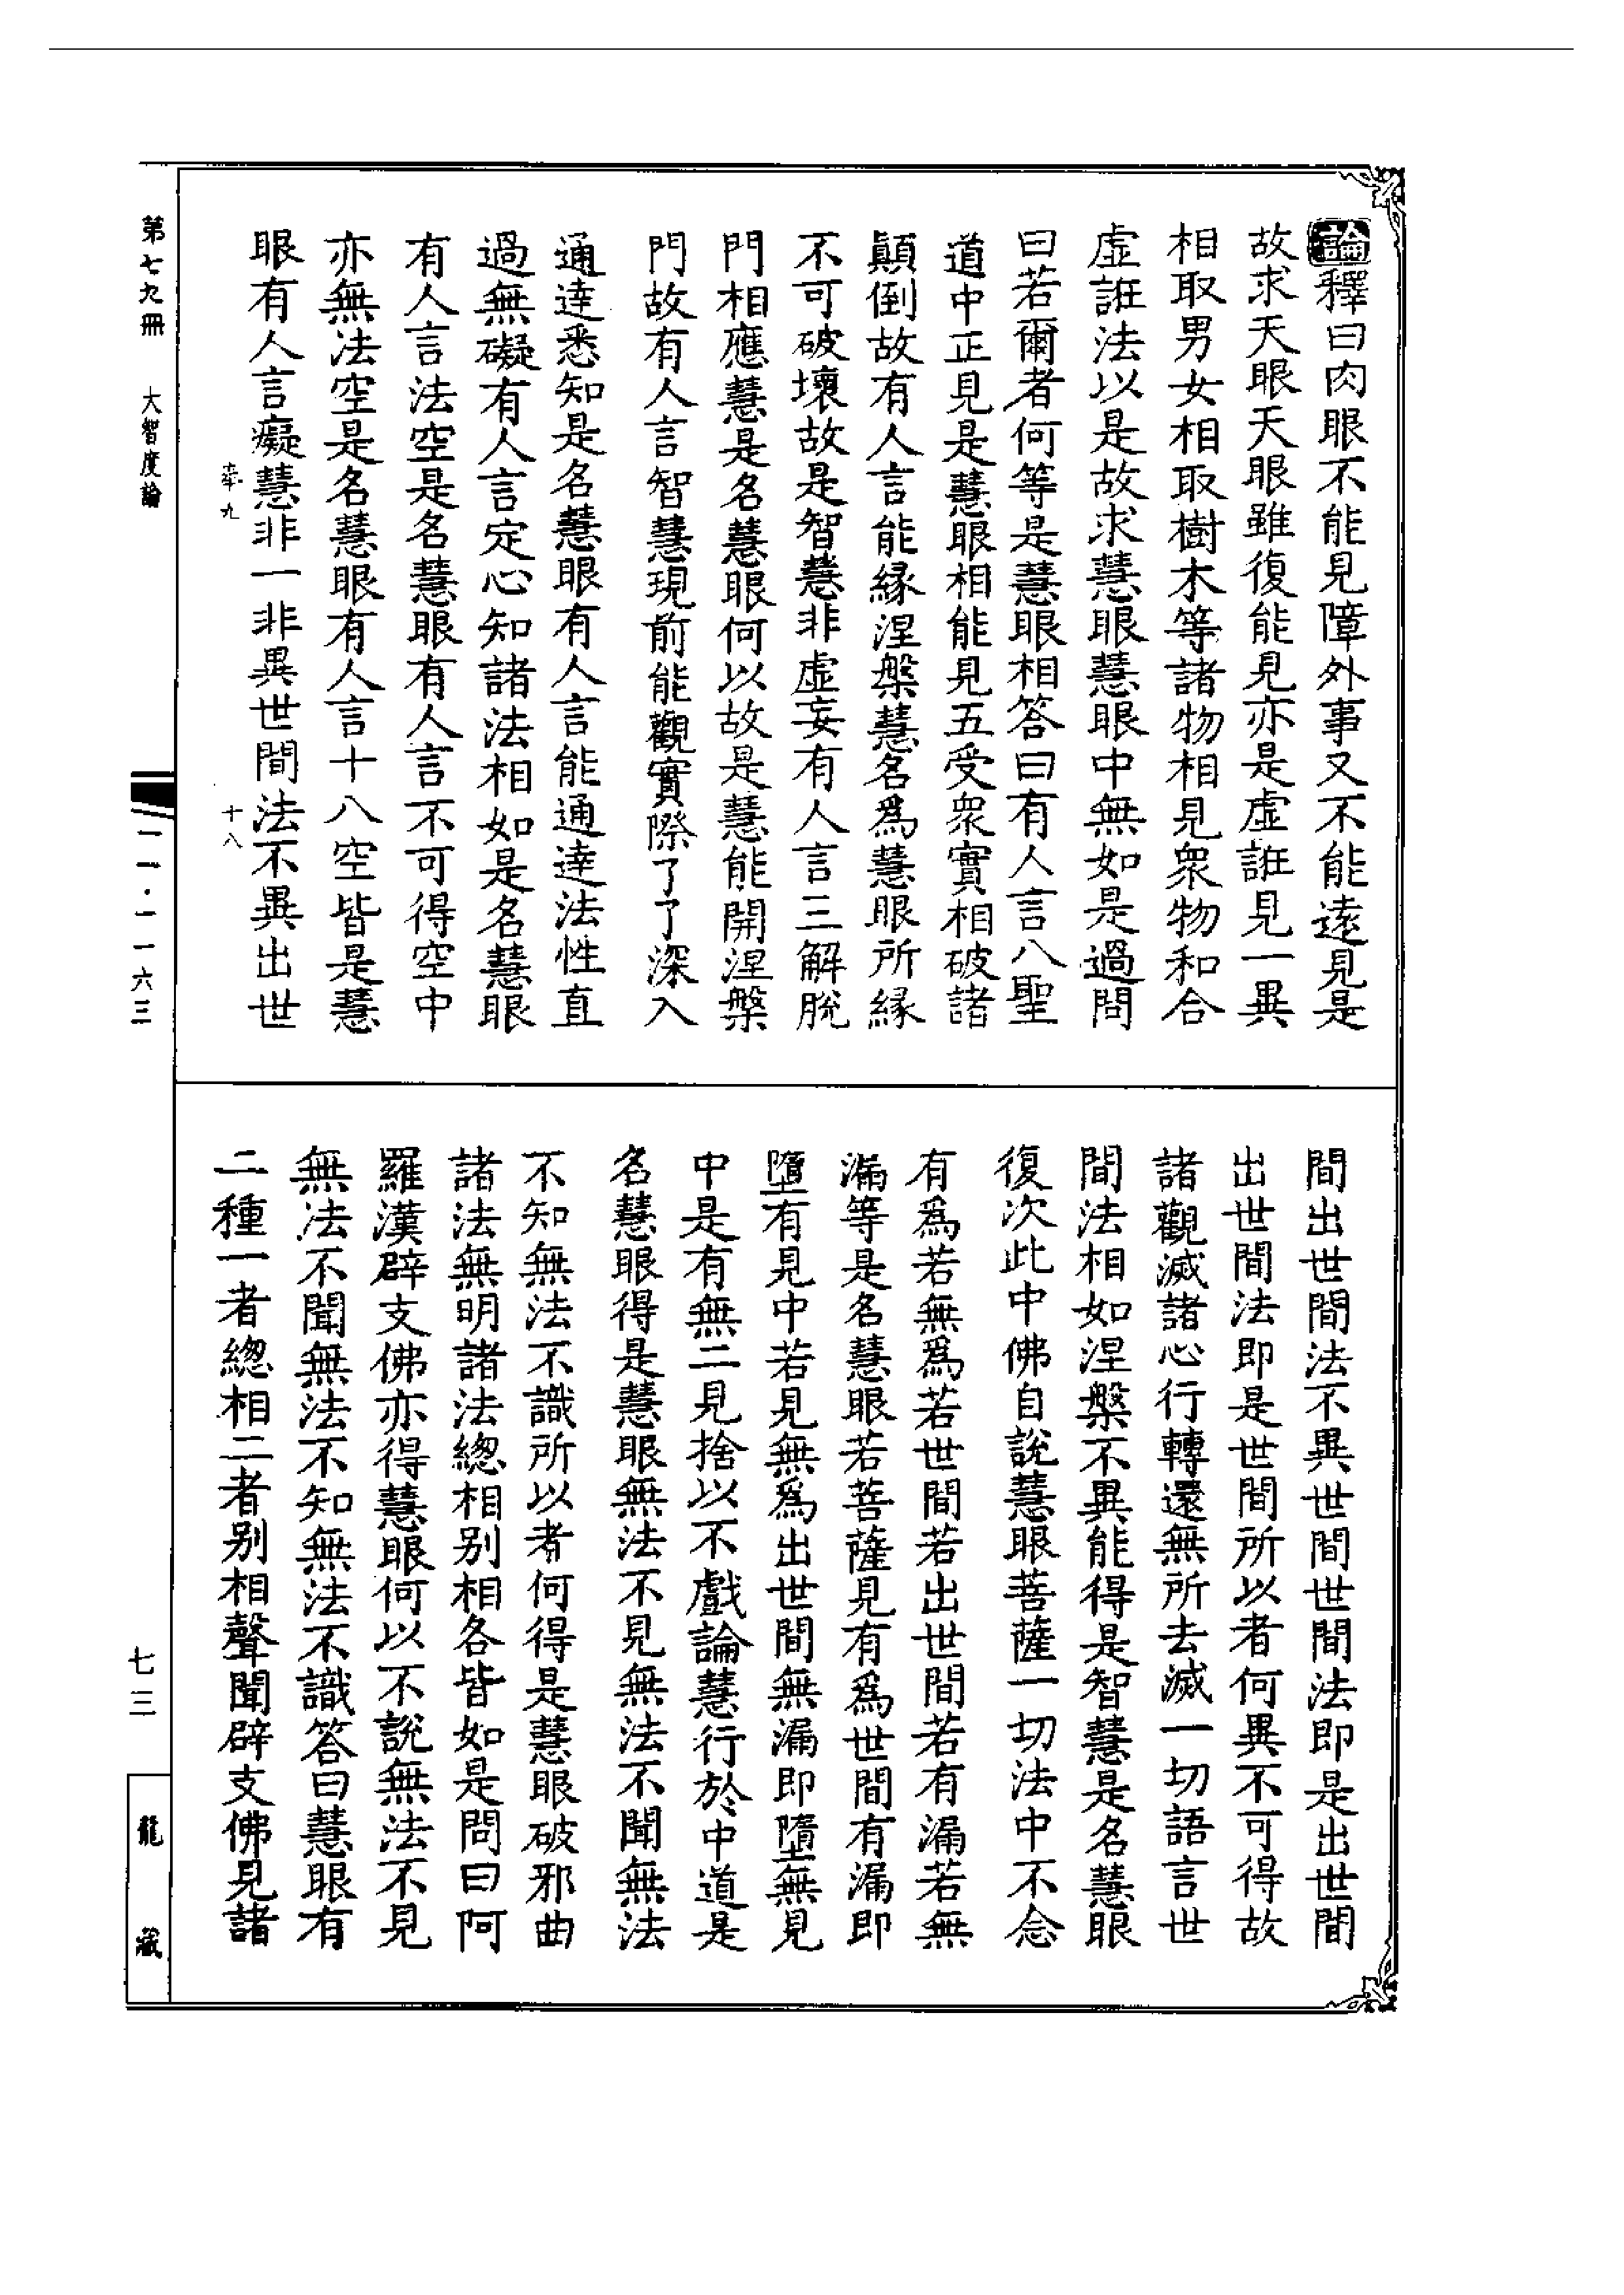 論釋曰肉眼不能見障外事又不能遠見是
故求天眼天眼雖復能見亦是虛誑見一異
相取男女相取樹木等諸物相見衆物和合
虛誑法以是故求慧眼慧眼中無如是過問
曰若爾者何等是慧眼相答曰有人言八聖
道中正見是慧眼相能見五受衆實相破諸
顛倒故有人言能緣涅槃慧名爲慧眼所緣
不可破壞故是智慧非虛妄有人言三解脫
門相應慧是名慧眼何以故是慧能開涅槃
門故有人言智慧現前能觀實際了了深入
通達悉知是名慧眼有人言能通達法性直
過無礙有人言定心知諸法相如是名慧眼
有人言法空是名慧眼有人言不可得空中
亦無法空是名慧眼有人言十八空皆是慧
眼有人言癡慧非一非異世間法不異出世
間出世間法不異世間世間法即是出世間
出世間法即是世間所以者何異不可得故
諸觀滅諸心行轉還無所去滅一切語言世
間法相如涅槃不異能得是智慧是名慧眼
復次此中佛自說慧眼菩薩一切法中不念
有爲若無爲若世間若出世間若有漏若無
漏等是名慧眼若菩薩見有爲世間有漏即
墮有見中若見無爲出世間無漏即墮無見
中是有無二見捨以不戲論慧行於中道是
名慧眼得是慧眼無法不見無法不聞無法
不知無法不識所以者何得是慧眼破邪曲
諸法無明諸法總相別相各皆如是問曰阿
羅漢辟支佛亦得慧眼何以不說無法不見
無法不聞無法不知無法不識答曰慧眼有
二種一者總相二者別相聲聞辟支佛見諸
第七九冊 大智度論
一一·一一六三
七三
龍藏
九
十八